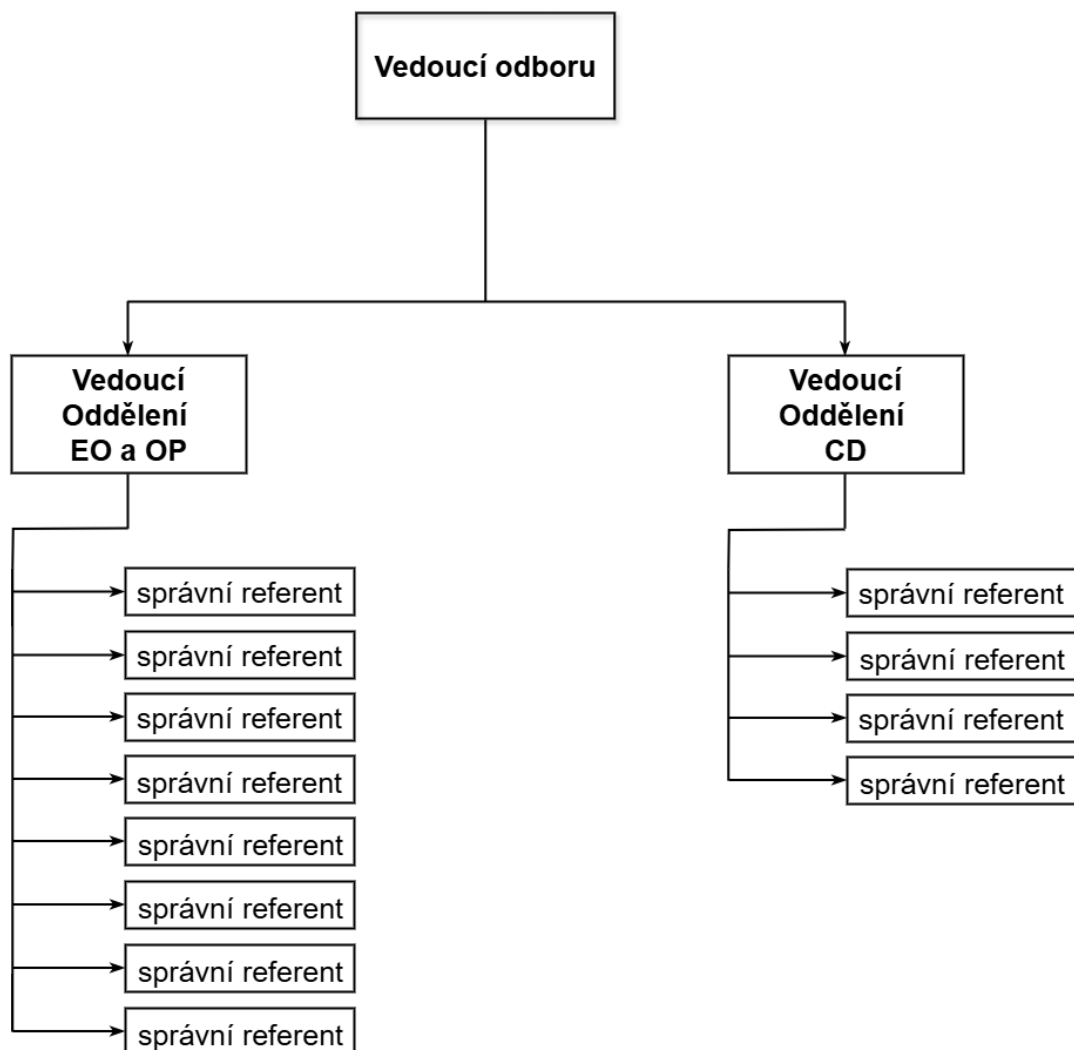 Vedoucí odboru
Vedoucí
Oddělení
EO a OP
Vedoucí
Oddělení
CD
správní referent
správní referent
správní referent
správní referent
správní referent
správní referent
správní referent
správní referent
správní referent
správní referent
správní referent
správní referent